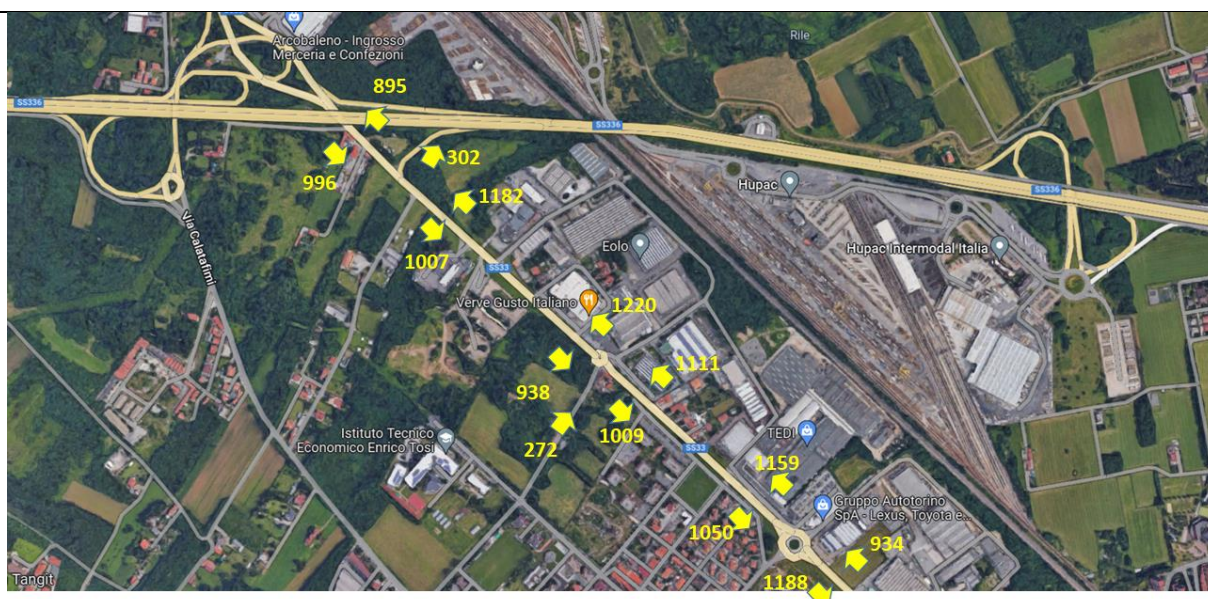 Arcobaleno - Ingrosso
Merceria e Confezioni
Rile
895
SS336
SS336
996
302
Hupac
SS336
1182
Via Calatafimi
1007
Eolo
Hupac Intermodal Italia
SS33
Verve Gusto Italiano
1220
938
1111
272
1009
Istituto Tecnico
Economico Enrico Tosi
SS33
TEDI
1159
Gruppo Autotorino
SpA - Lexus, Toyota e...
1050
934
Tangit
1188